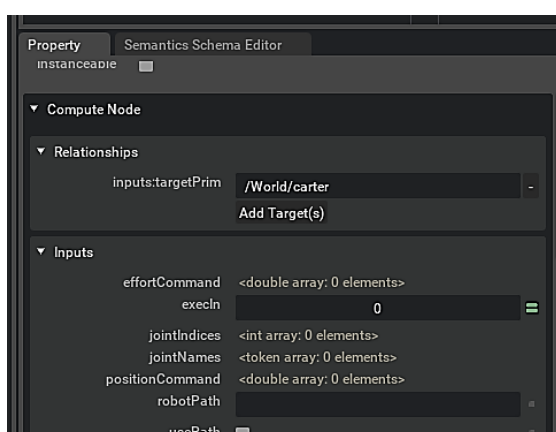 Property Semantics Schema Editor
Instanceable
Compute Node
Relationships
inputs:targetPrim /World/carter -
Add Target(s)
Inputs
effortCommand <double array: 0 elements>
execIn 0
jointIndices <int array: 0 elements>
jointNames <token array: 0 elements>
positionCommand <double array: 0 elements>
robotPath
usePath